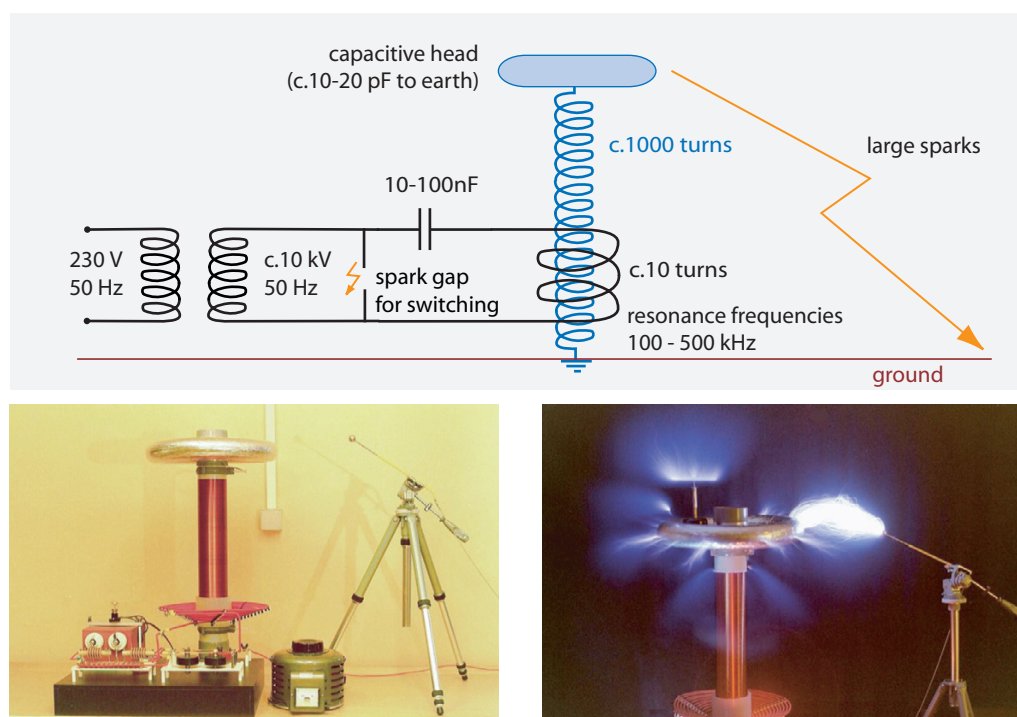 capacitive head
(c.10-20 pF to earth)
c.1000 turns
large sparks
10-100nF
230 V
50 Hz
c.10 kV
50 Hz
spark gap
for switching
c.10 turns
resonance frequencies
100 - 500 kHz
ground